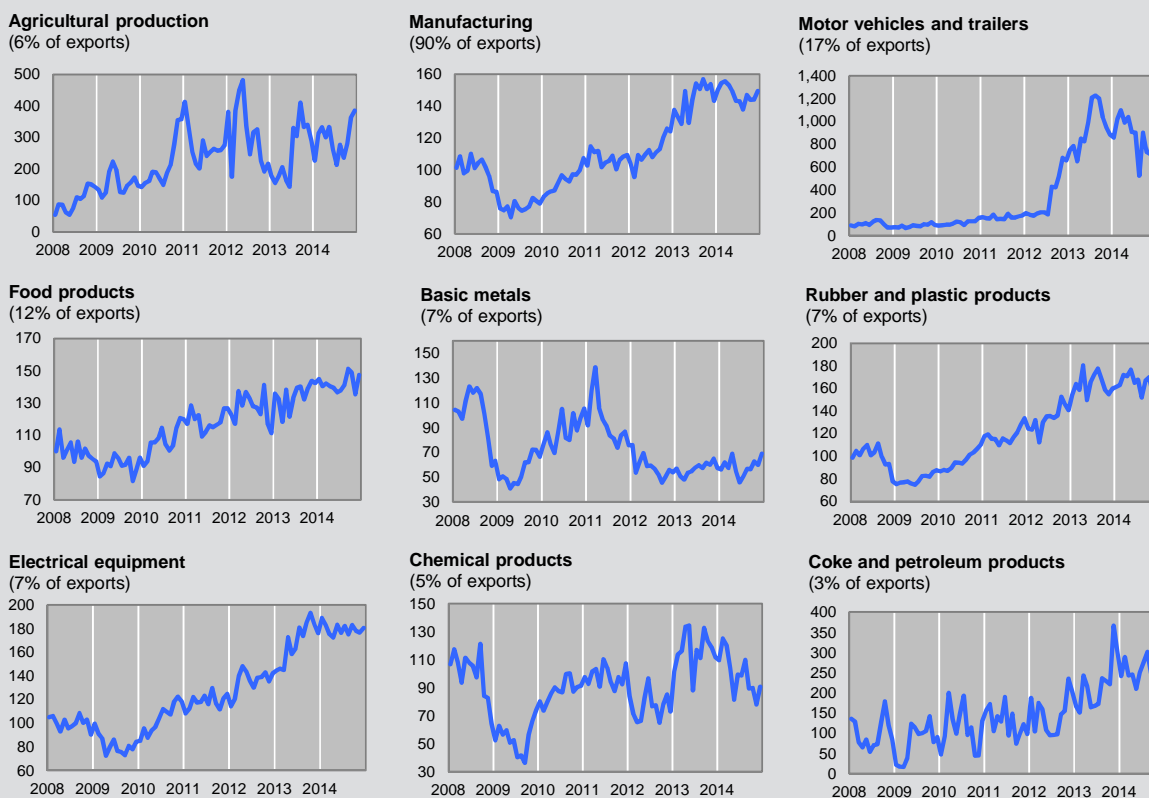 Agricultural production
(6% of exports)
500
400
300
200
100
0
2008 2009 2010 2011 2012 2013 2014
Manufacturing
(90% of exports)
160
140
120
100
80
60
2008 2009 2010 2011 2012 2013 2014
Motor vehicles and trailers
(17% of exports)
1,400
1,200
1,000
800
600
400
200
0
2008 2009 2010 2011 2012 2013 2014
Food products
(12% of exports)
170
150
130
110
90
70
2008 2009 2010 2011 2012 2013 2014
Basic metals
(7% of exports)
150
130
110
90
70
50
30
2008 2009 2010 2011 2012 2013 2014
Rubber and plastic products
(7% of exports)
200
180
160
140
120
100
80
60
2008 2009 2010 2011 2012 2013 2014
Electrical equipment
(7% of exports)
200
180
160
140
120
100
80
60
2008 2009 2010 2011 2012 2013 2014
Chemical products
(5% of exports)
150
130
110
90
70
50
30
2008 2009 2010 2011 2012 2013 2014
Coke and petroleum products
(3% of exports)
400
350
300
250
200
150
100
50
0
2008 2009 2010 2011 2012 2013 2014